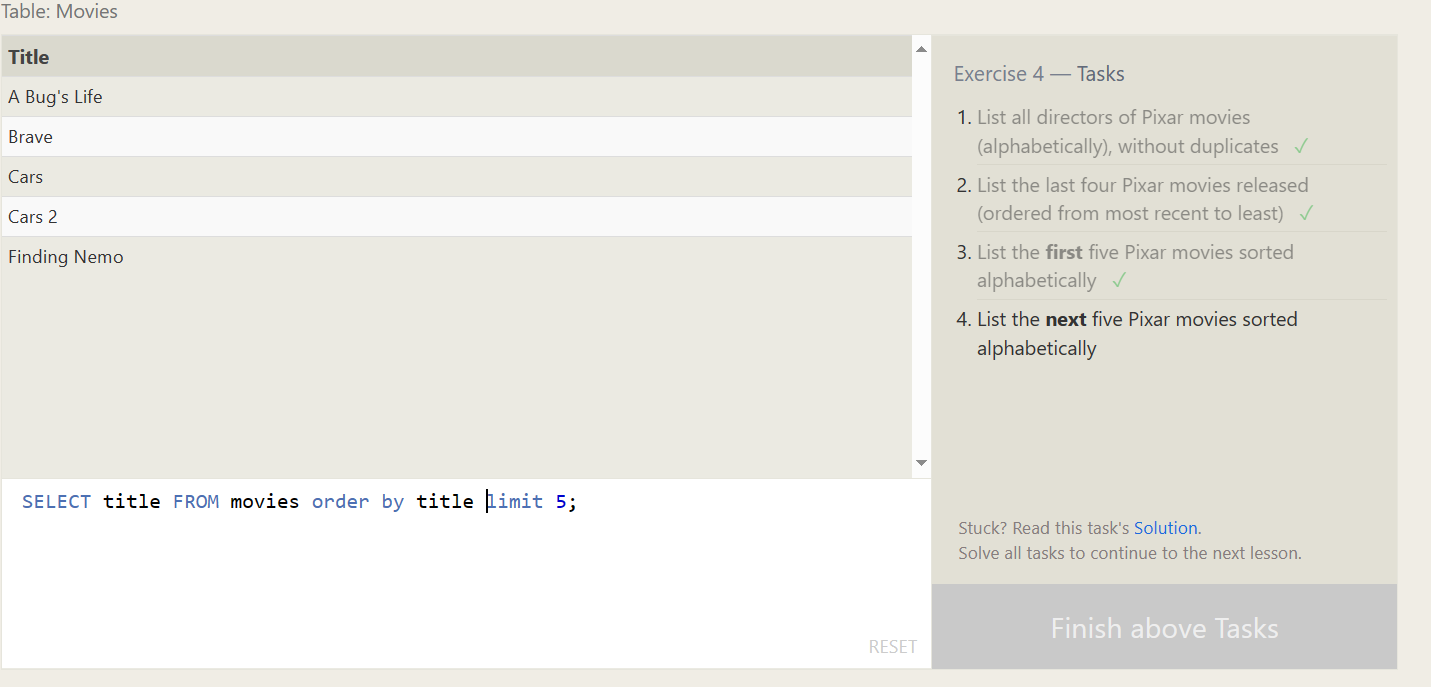 Table: Movies
Title
A Bug's Life
Brave
Cars
Cars 2
Finding Nemo
SELECT title FROM movies order by title limit 5;
RESET
Exercise 4 — Tasks
1. List all directors of Pixar movies
(alphabetically), without duplicates ✓
2. List the last four Pixar movies released
(ordered from most recent to least) ✓
3. List the first five Pixar movies sorted
alphabetically ✓
4. List the next five Pixar movies sorted
alphabetically
Stuck? Read this task's Solution.
Solve all tasks to continue to the next lesson.
Finish above Tasks